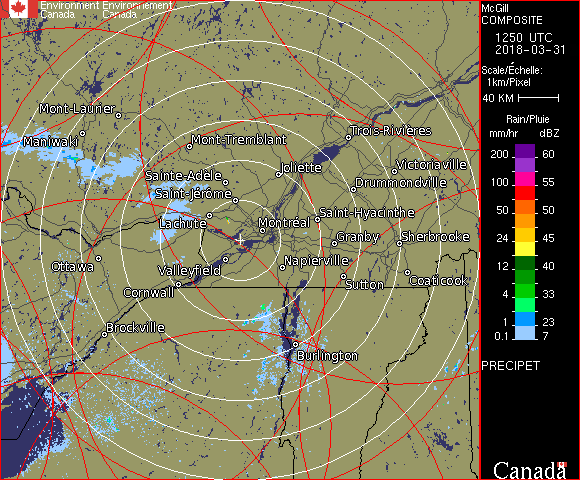 Environment Environnement
Canada Canada
McGill
COMPOSITE
1250 UTC
2018-03-31
Scale/Échelle:
1km/Pixel
40 KM
Rain/Pluie
mm/hr dBZ
200 60
150 55
100 55
50 50
24 45
12 40
4 33
1 23
0.1 7
PRECIPET
Canada
Mont-Laurier
Maniwaki
Mont-Tremblant
Trois-Rivières
Joliette
Victoriaville
Sainte-Adèle
Drummondville
Saint-Jérôme
Lachute
Saint-Hyacinthe
Montréal
Granby
Sherbrooke
Ottawa
Valleyfield
Napierville
Cornwall
Sutton
Coaticook
Brockville
Burlington